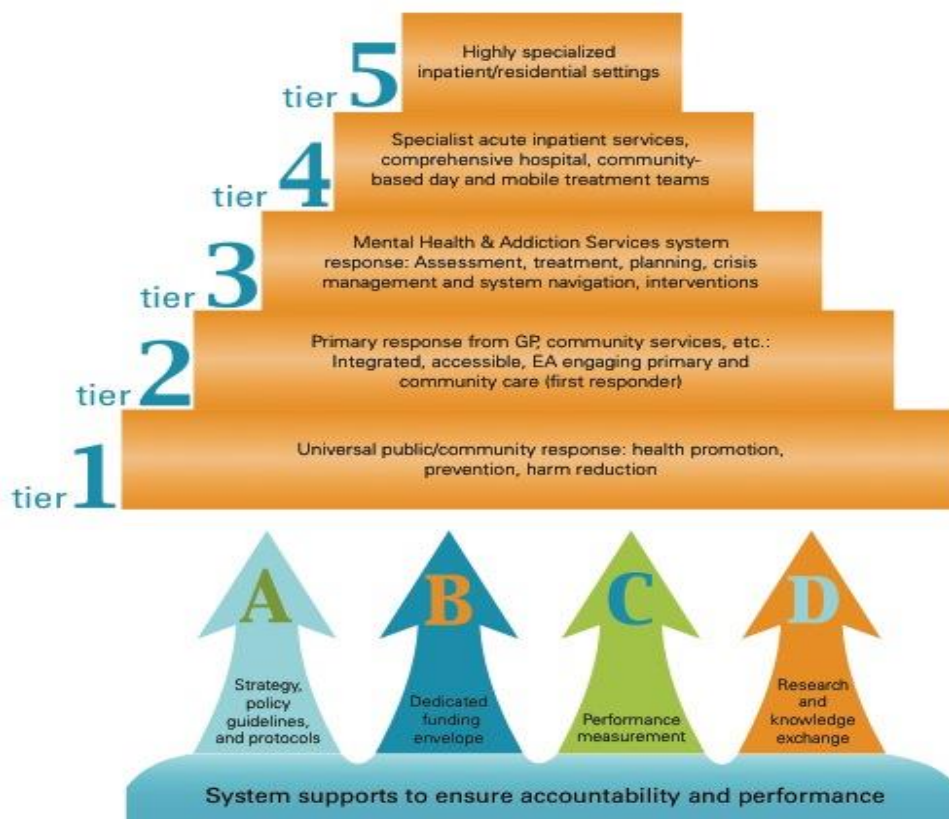 Highly specialized
inpatient/residential settings
tier 5
Specialist acute inpatient services,
comprehensive hospital, community-
based day and mobile treatment teams
tier 4
Mental Health & Addiction Services system
response: Assessment, treatment, planning, crisis
management and system navigation, interventions
tier 3
Primary response from GP, community services, etc.:
Integrated, accessible, EA engaging primary and
community care (first responder)
tier 2
Universal public/community response: health promotion,
prevention, harm reduction
tier 1
A
Strategy,
policy
guidelines,
and protocols
B
Dedicated
funding
envelope
C
Performance
measurement
D
Research
and
knowledge
exchange
System supports to ensure accountability and performance